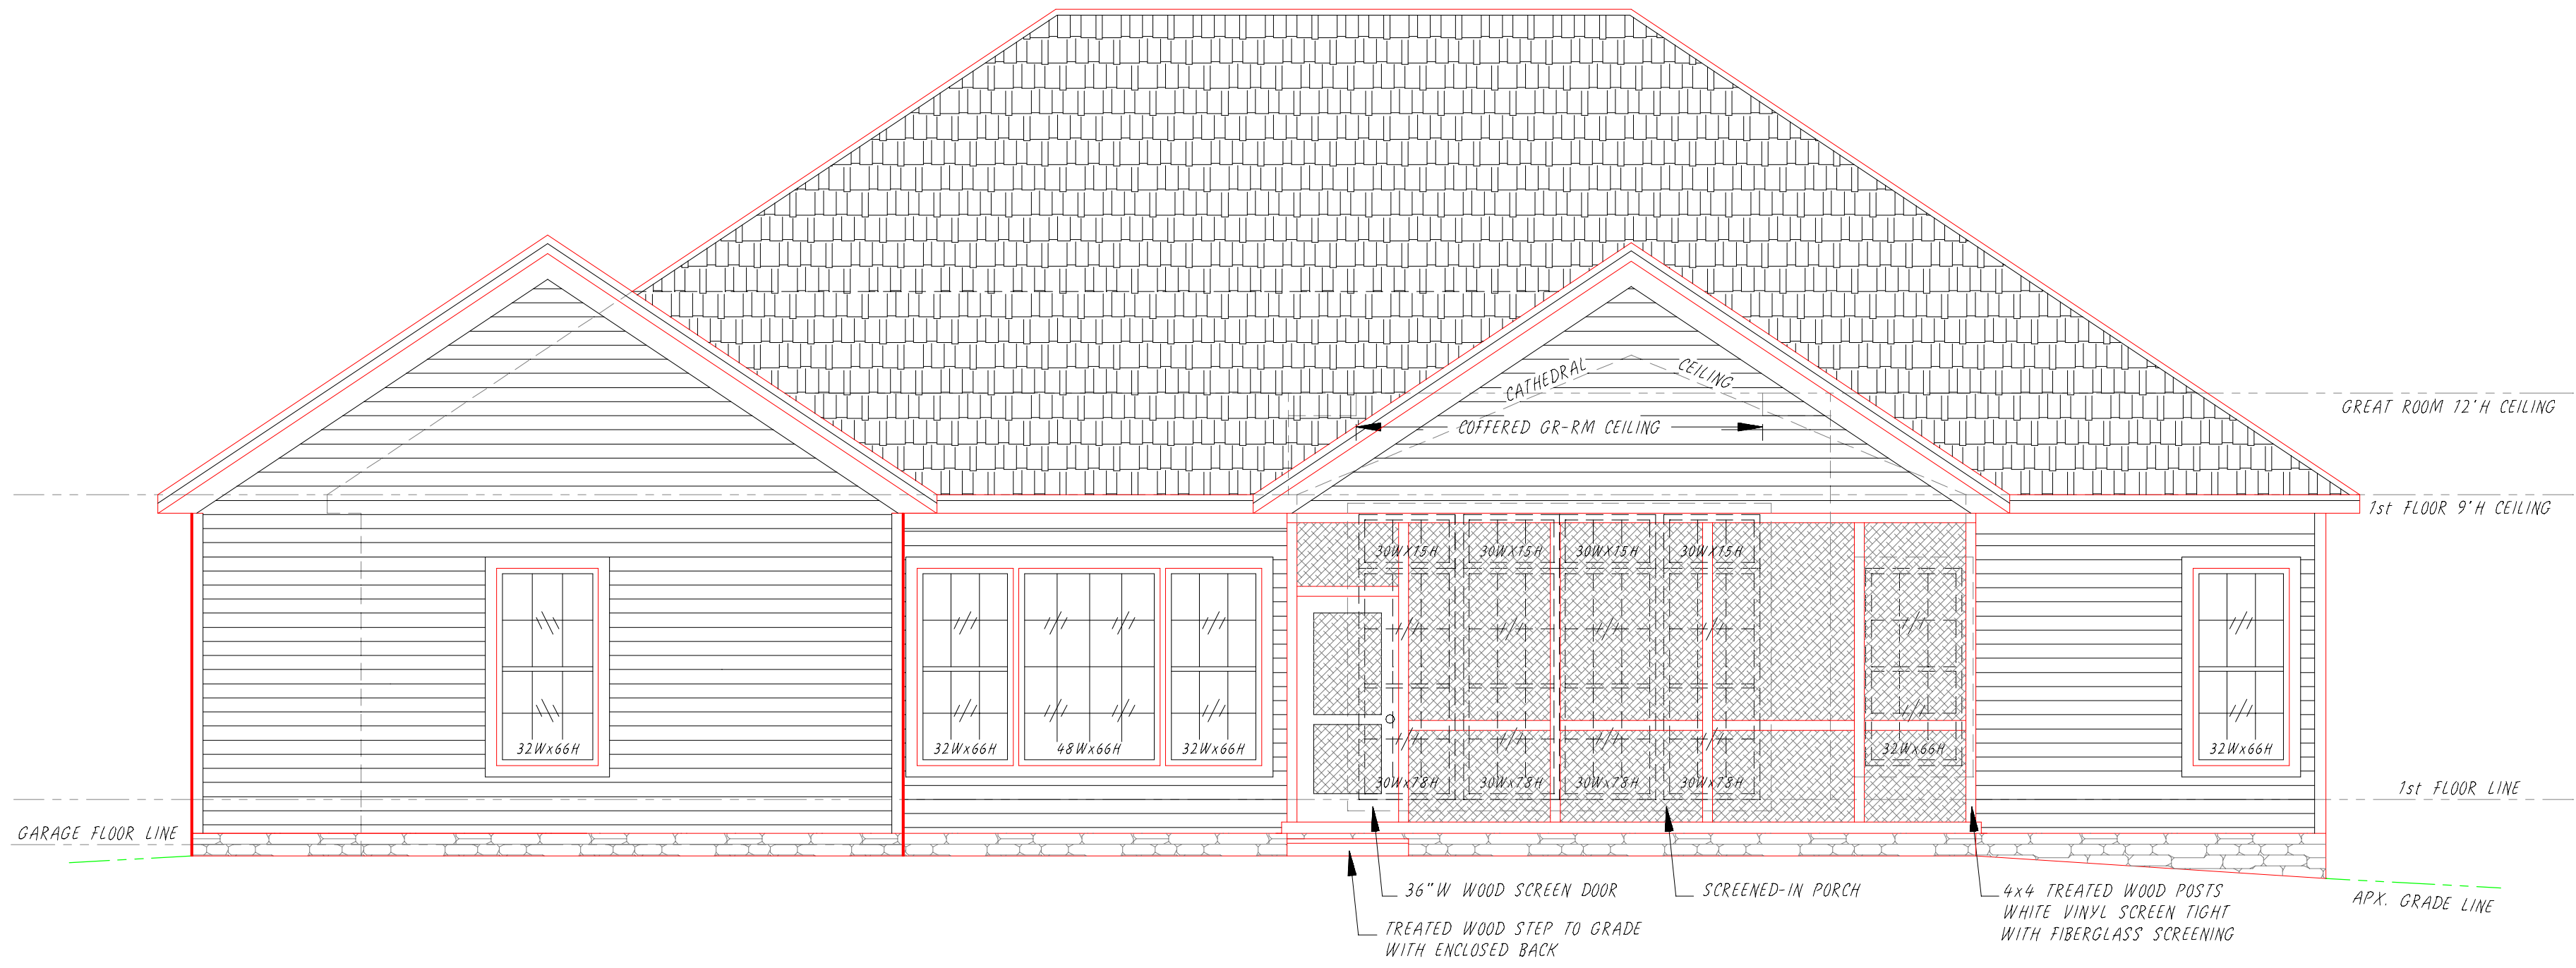 CATHEDRAL CEILING
GREAT ROOM 12'H CEILING
COFFERED GR-RM CEILING
1st FLOOR 9'H CEILING
30WX15H 30WX15H 30WX15H 30WX15H
32Wx66H 32Wx66H 48Wx66H 32Wx66H 32Wx66H 32Wx66H
30Wx78H 30Wx78H 30Wx78H 30Wx78H
1st FLOOR LINE
GARAGE FLOOR LINE
36"W WOOD SCREEN DOOR
SCREENED-IN PORCH
4x4 TREATED WOOD POSTS
WHITE VINYL SCREEN TIGHT
WITH FIBERGLASS SCREENING
APX. GRADE LINE
TREATED WOOD STEP TO GRADE
WITH ENCLOSED BACK